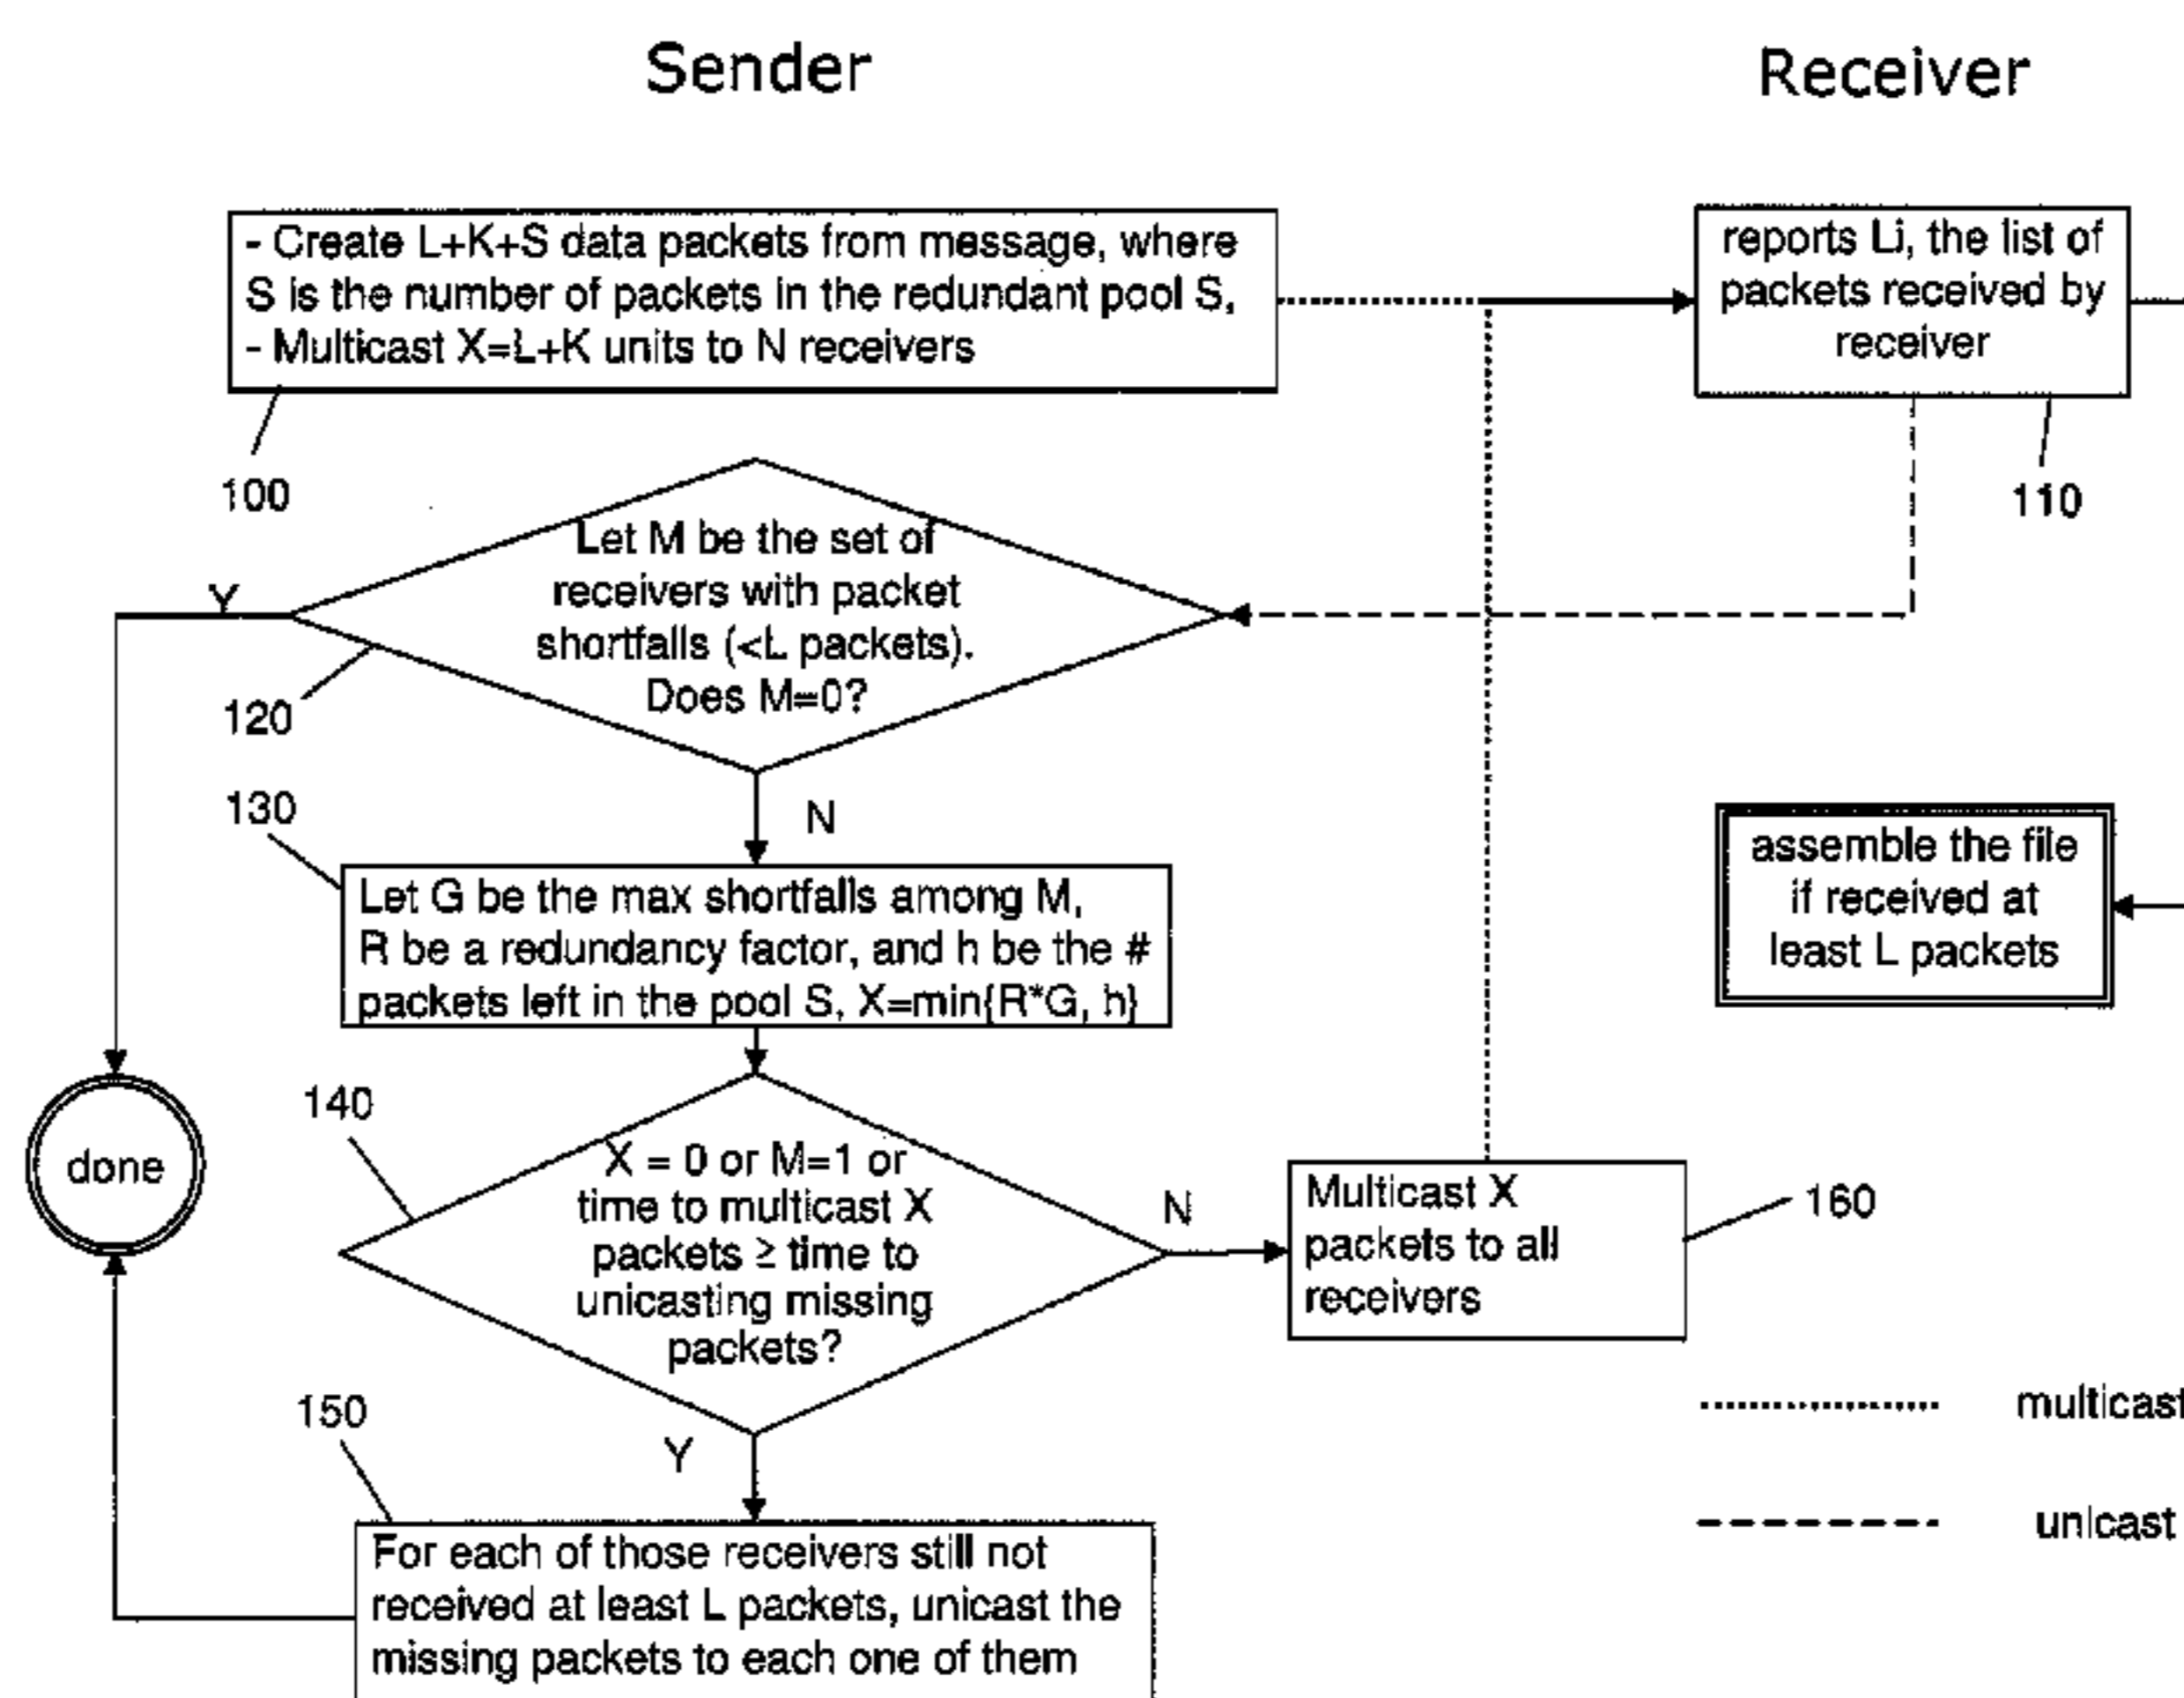 Sender
Receiver
- Create L+K+S data packets from message, where
S is the number of packets in the redundant pool S,
- Multicast X=L+K units to N receivers
reports Li, the list of
packets received by
receiver
100
110
Let M be the set of
receivers with packet
shortfalls (<L packets).
Does M=0?
Y
120
N
130
Let G be the max shortfalls among M,
R be a redundancy factor, and h be the #
packets left in the pool S, X=min{R*G, h}
assemble the file
if received at
least L packets
done
140
X = 0 or M=1 or
time to multicast X
packets ≥ time to
unicasting missing
packets?
N
Multicast X
packets to all
receivers
160
Y
150
For each of those receivers still not
received at least L packets, unicast the
missing packets to each one of them
multicast
unicast